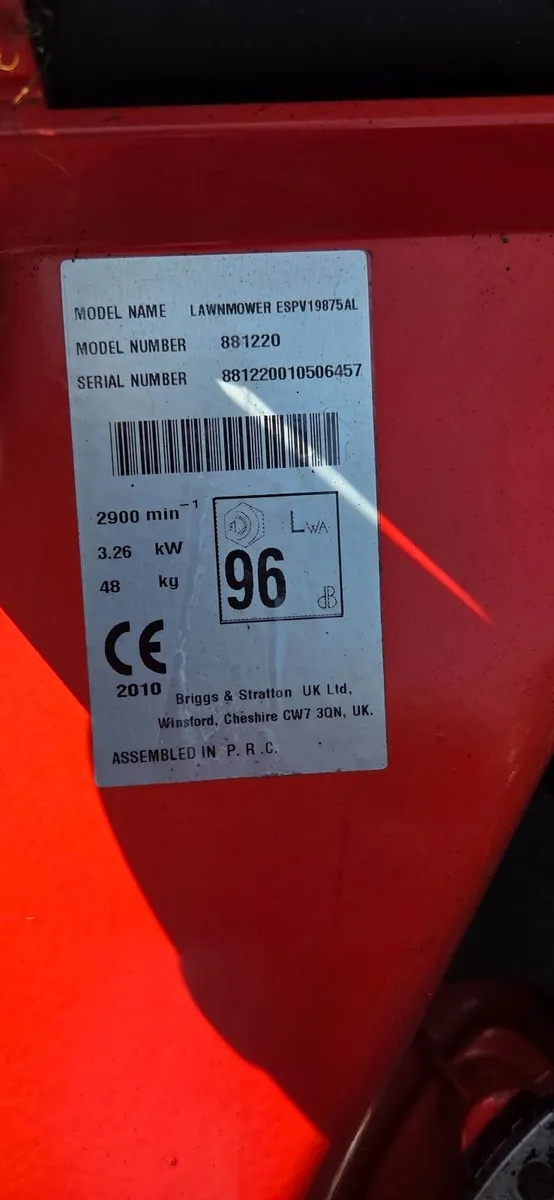 MODEL NAME LAWNMOWER ESPV19875AL
MODEL NUMBER 881220
SERIAL NUMBER 881220010506457
2900 min⁻¹
3.26 kW
48 kg
LWA
96
dB
CE
2010
Briggs & Stratton UK Ltd,
Winsford, Cheshire CW7 3QN, UK.
ASSEMBLED IN P. R .C.